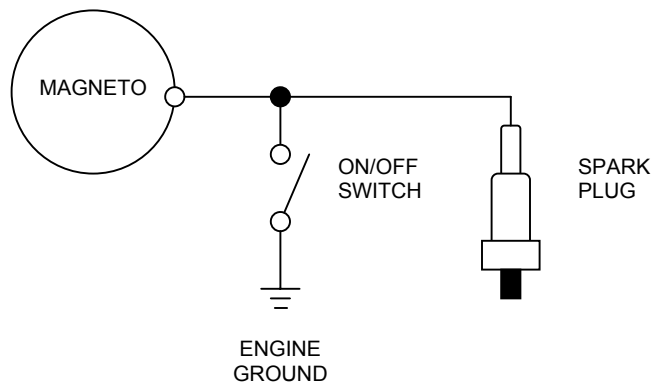 MAGNETO
ON/OFF
SWITCH
SPARK
PLUG
ENGINE
GROUND